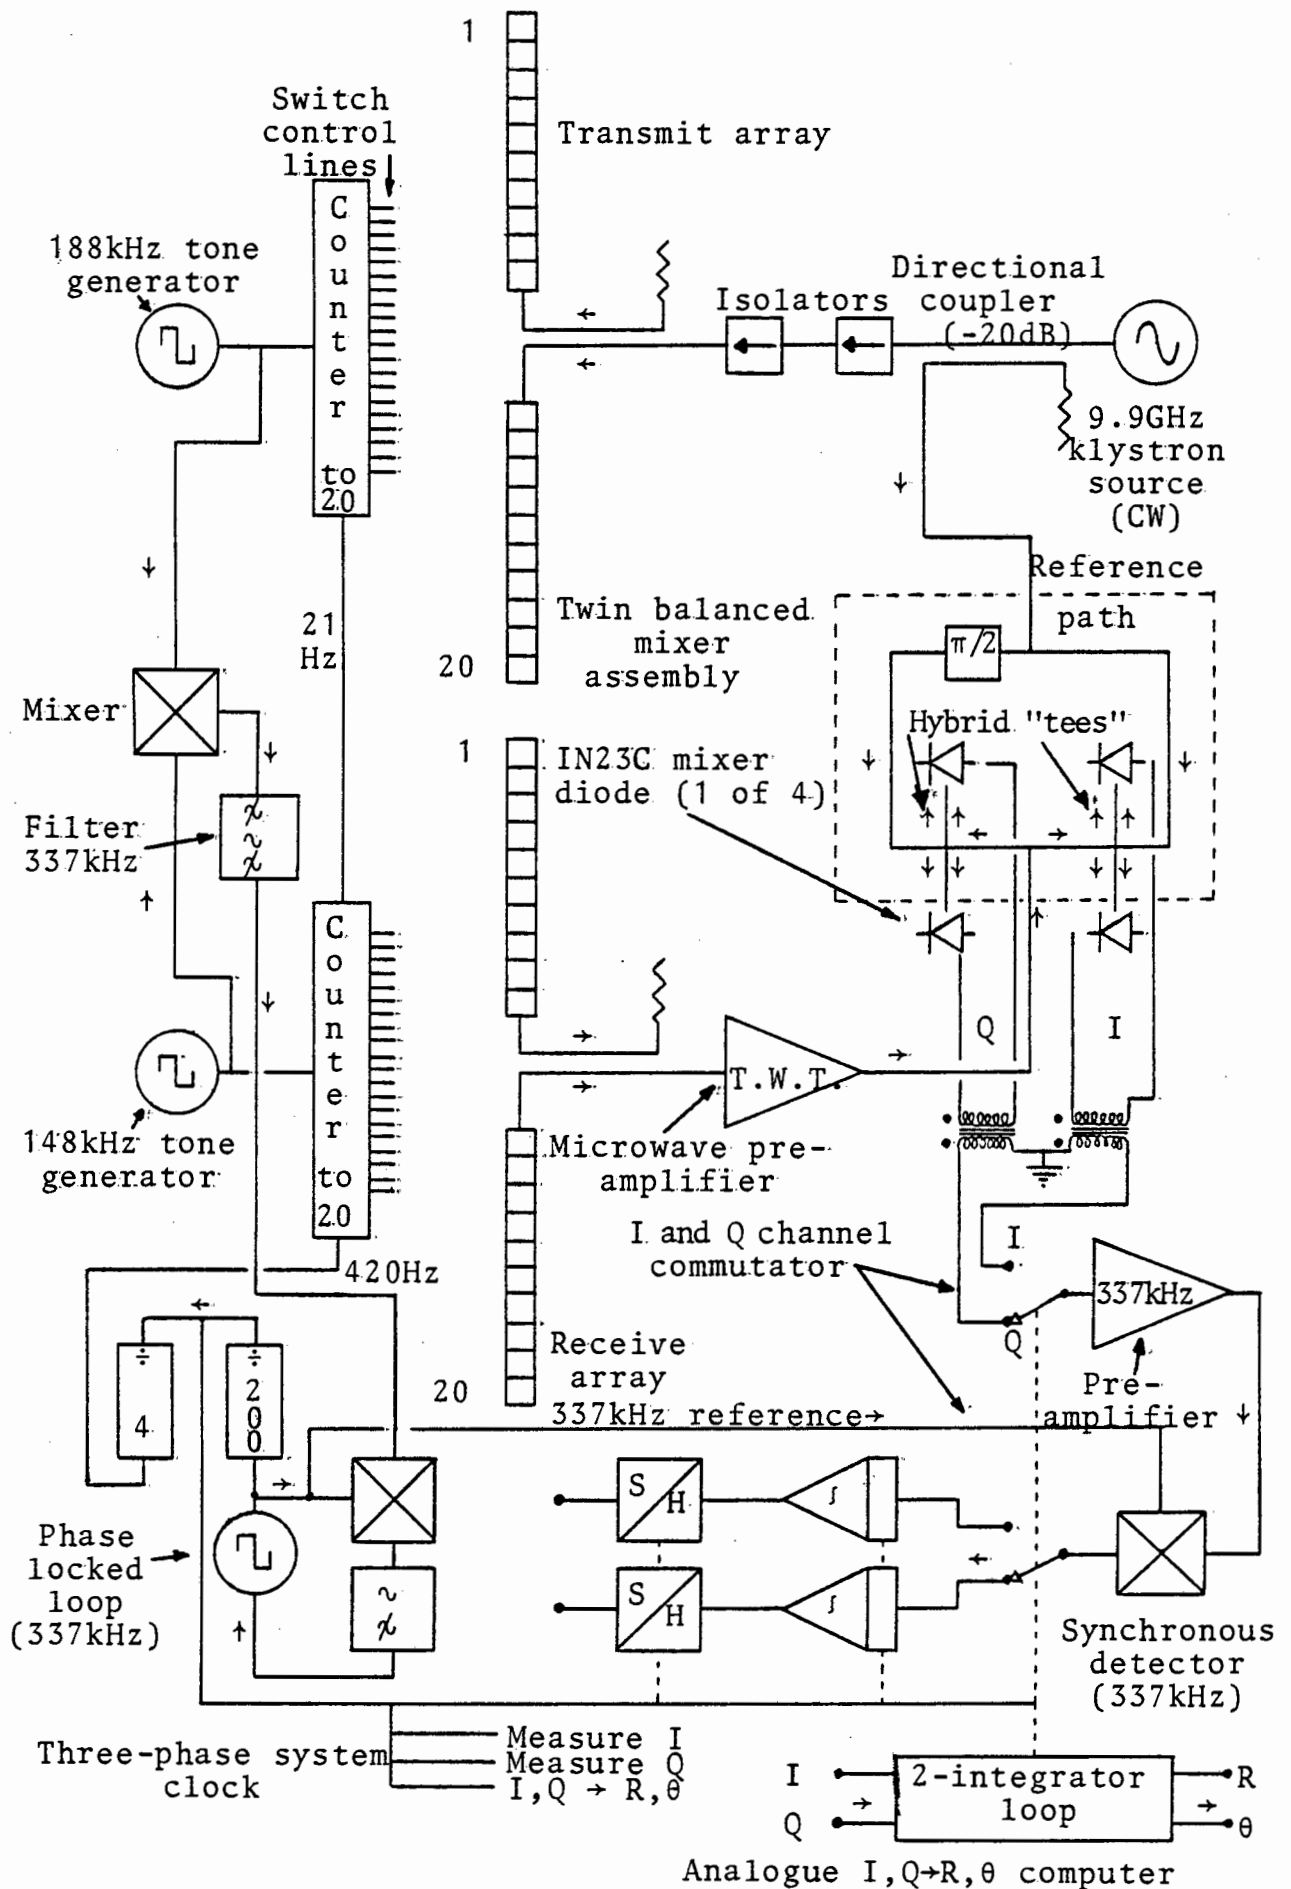 1
Switch
control
lines
Transmit array
188kHz tone
generator
Counter
to
20
Isolators
Directional
coupler
(-20dB)
9.9GHz
klystron
source
(CW)
Reference
path
π/2
21
Hz
Twin balanced
mixer
assembly
20
Mixer
Hybrid "tees"
1
IN23C mixer
diode (1 of 4)
Filter
337kHz
Counter
to
20
Q
I
T.W.T.
148kHz tone
generator
Microwave pre-
amplifier
I and Q channel
commutator
I
420Hz
337kHz
Q
÷
4
÷
200
Receive
array
20
Pre-
amplifier
337kHz reference→
S
H
∫
Phase
locked
loop
(337kHz)
S
H
∫
Synchronous
detector
(337kHz)
Three-phase system
clock
Measure I
Measure Q
I,Q → R,θ
I
Q
2-integrator
loop
R
θ
Analogue I,Q→R,θ computer